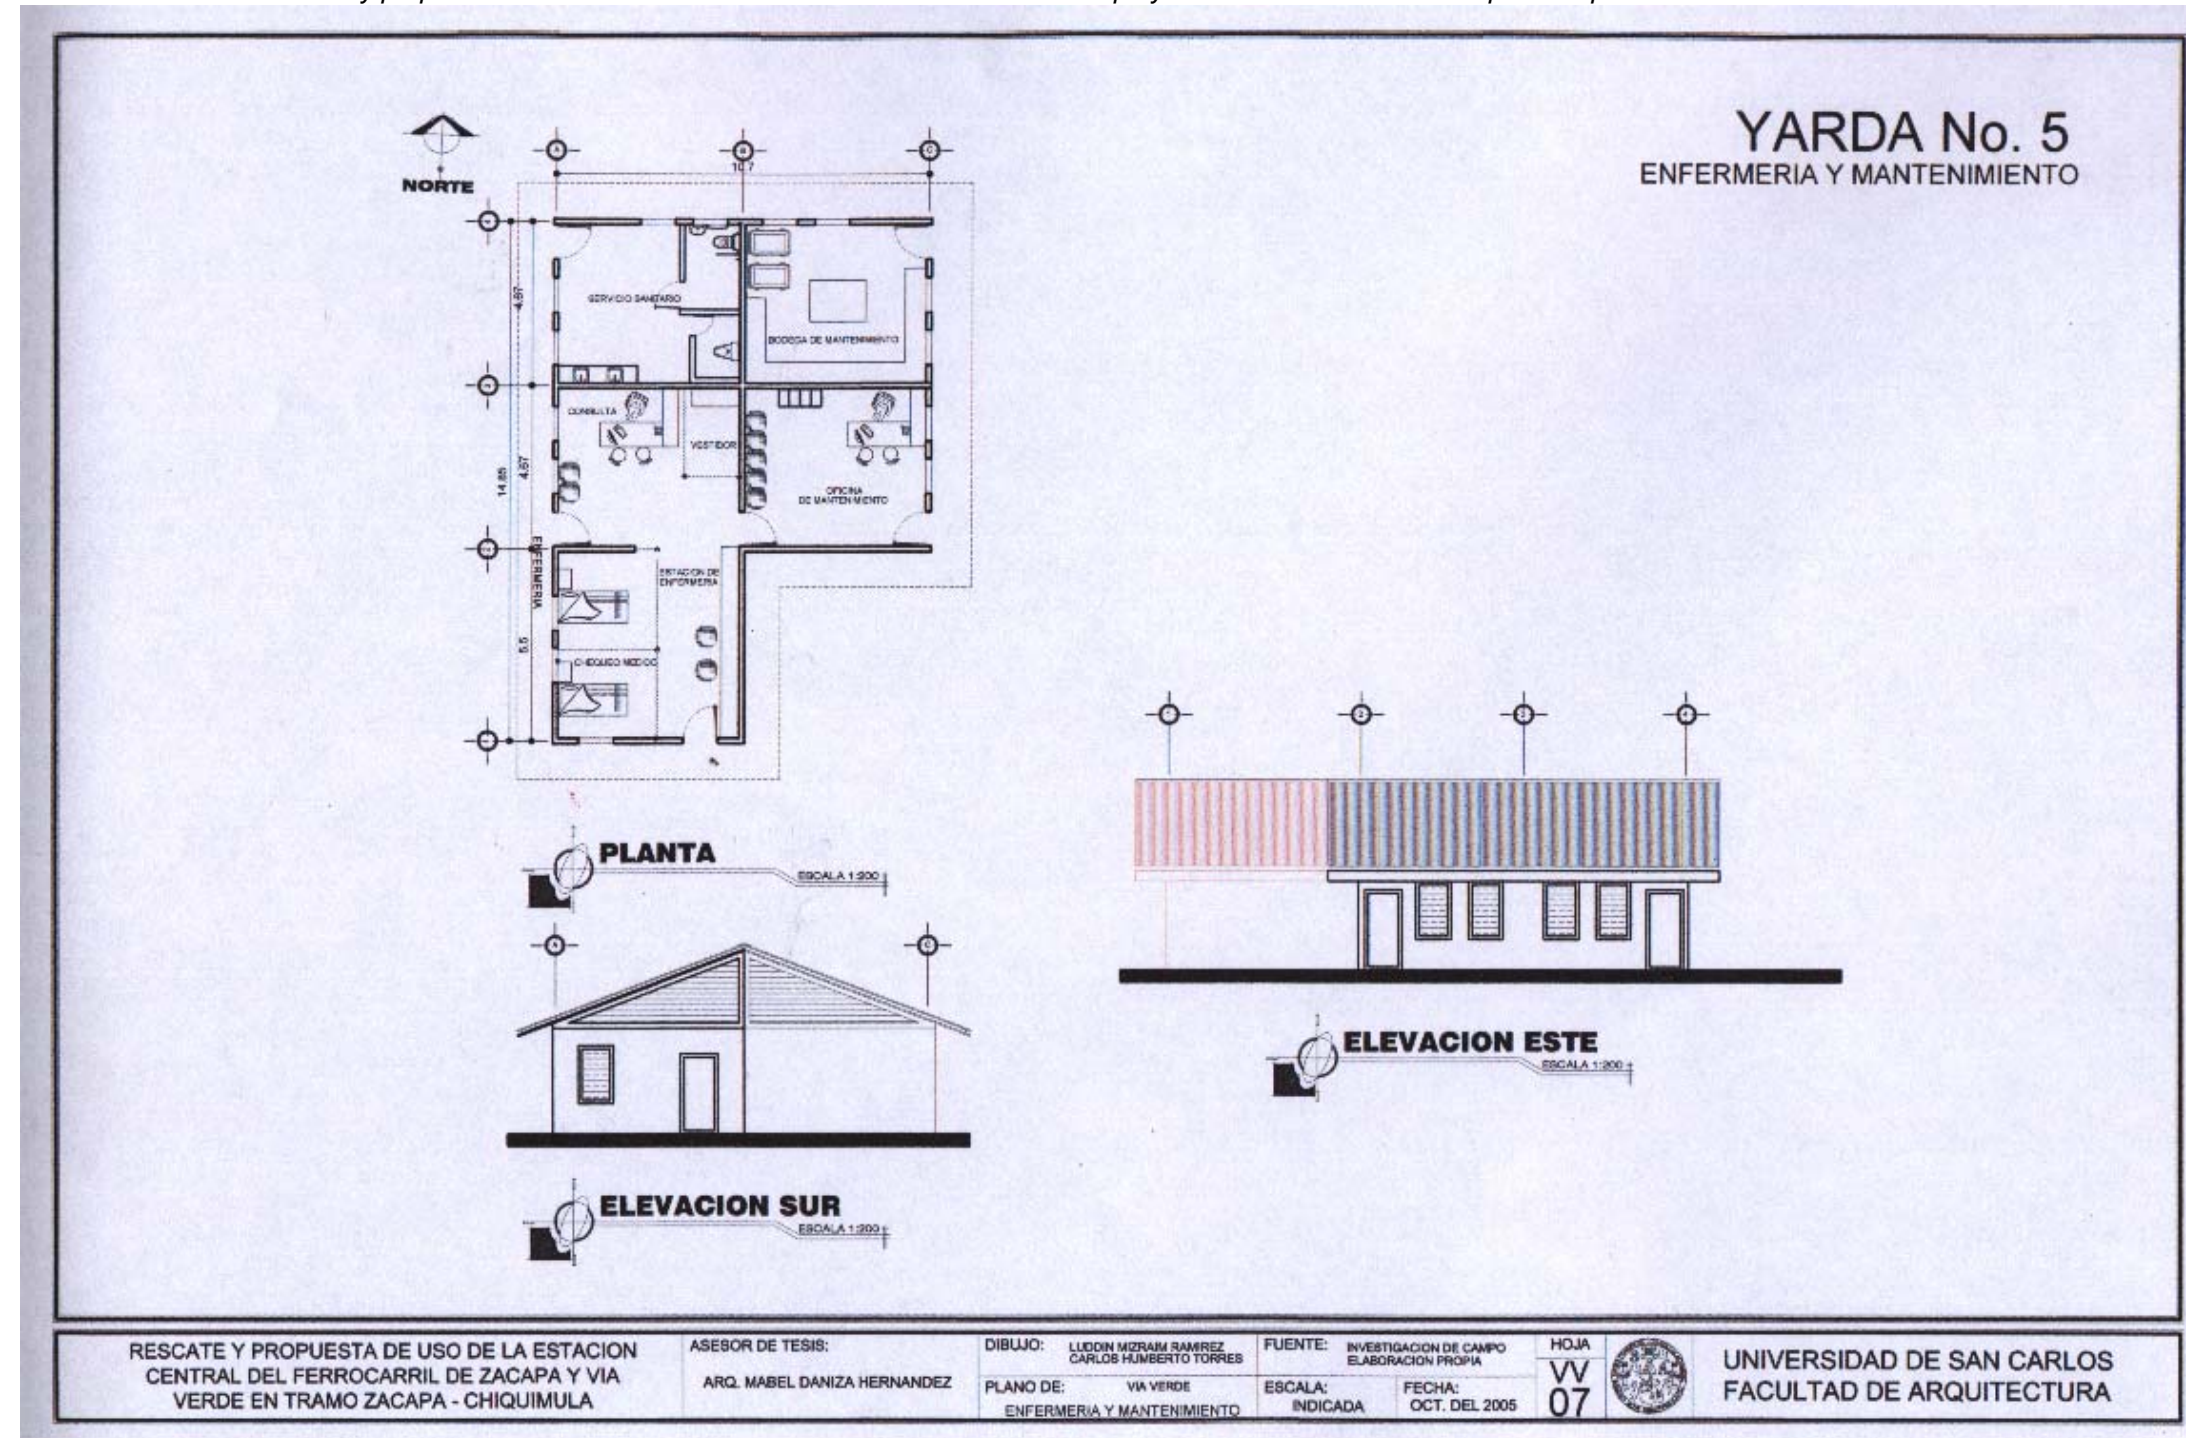 YARDA No. 5
ENFERMERIA Y MANTENIMIENTO
NORTE
A
B
C
10.7
4.67
SERVICIO SANITARIO
BODEGA DE MANTENIMIENTO
CONSULTA
VESTIDOR
OFICINA
DE MANTENIMIENTO
4.67
14.85
ENFERMERIA
ESTACION DE
ENFERMERIA
5.5
CHEQUEO MEDICO
PLANTA
ESCALA 1:200
A
C
ELEVACION SUR
ESCALA 1:200
ELEVACION ESTE
ESCALA 1:200
RESCATE Y PROPUESTA DE USO DE LA ESTACION
CENTRAL DEL FERROCARRIL DE ZACAPA Y VIA
VERDE EN TRAMO ZACAPA - CHIQUIMULA
ASESOR DE TESIS:
ARQ. MABEL DANIZA HERNANDEZ
DIBUJO: LUDDIN MIZRAIM RAMIREZ
CARLOS HUMBERTO TORRES
PLANO DE: VIA VERDE
ENFERMERIA Y MANTENIMIENTO
FUENTE: INVESTIGACION DE CAMPO
ELABORACION PROPIA
ESCALA:
INDICADA
FECHA:
OCT. DEL 2005
HOJA
VV
07
UNIVERSIDAD DE SAN CARLOS
FACULTAD DE ARQUITECTURA